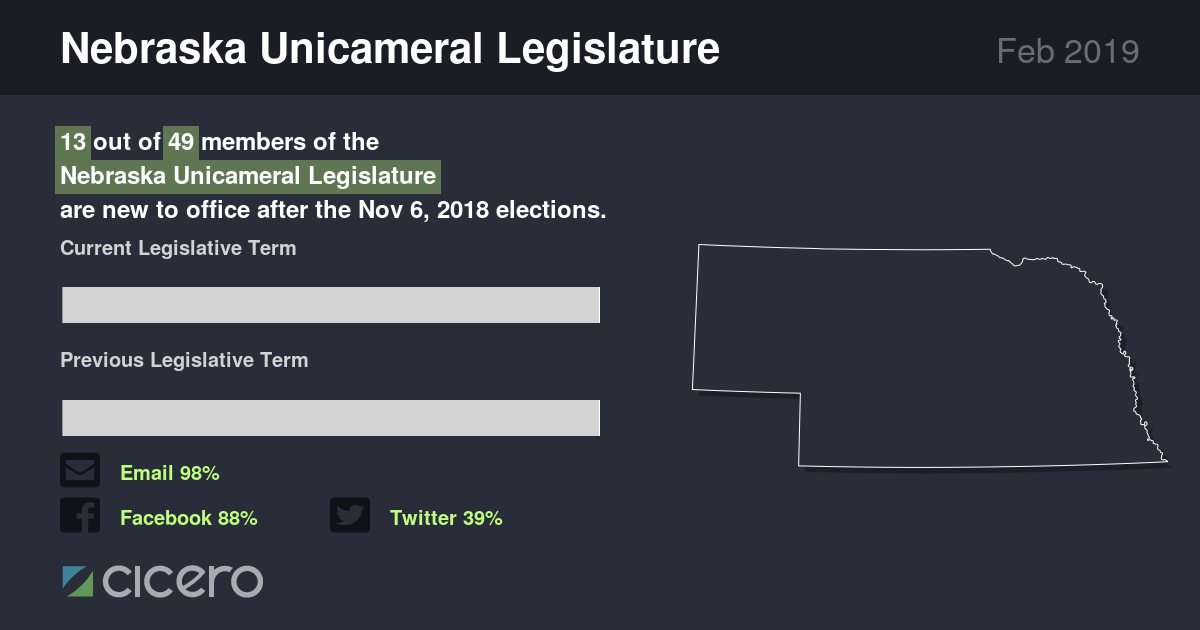 Nebraska Unicameral Legislature
Feb 2019
13 out of 49 members of the
Nebraska Unicameral Legislature
are new to office after the Nov 6, 2018 elections.
Current Legislative Term
Previous Legislative Term
Email 98%
Facebook 88%
Twitter 39%
cicero